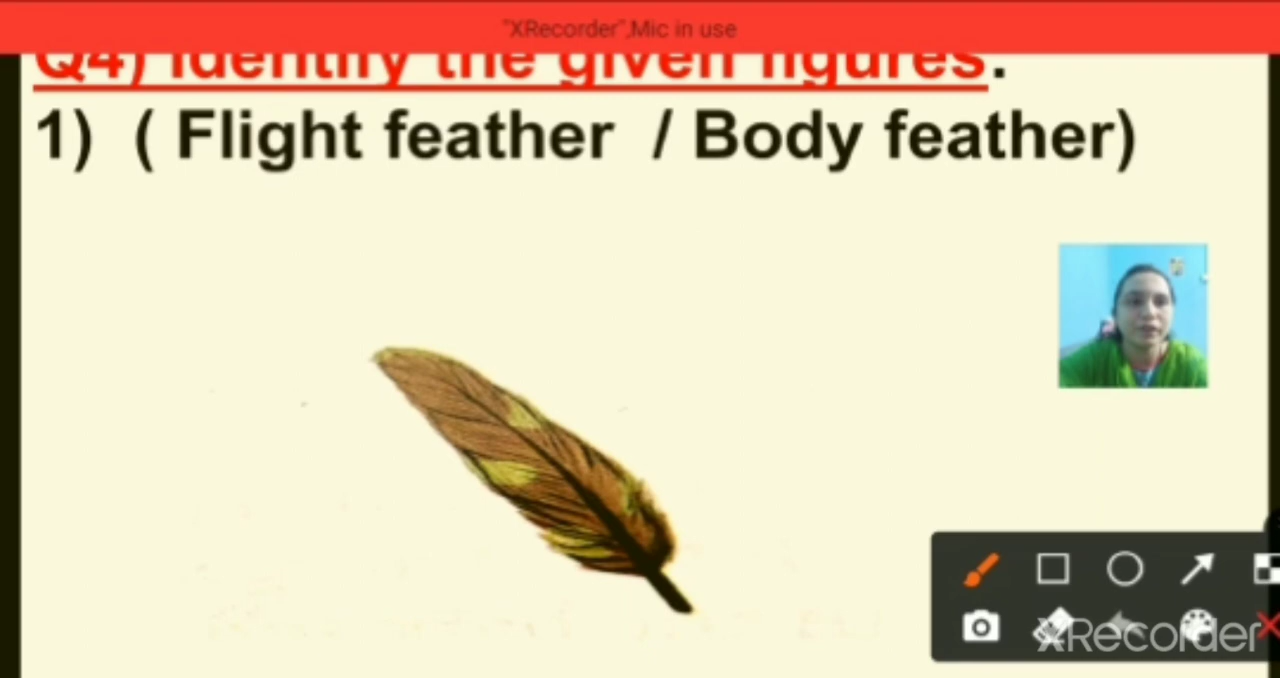 "XRecorder",Mic in use
Q4) Identify the given figures.
1) ( Flight feather / Body feather)
XRecorder